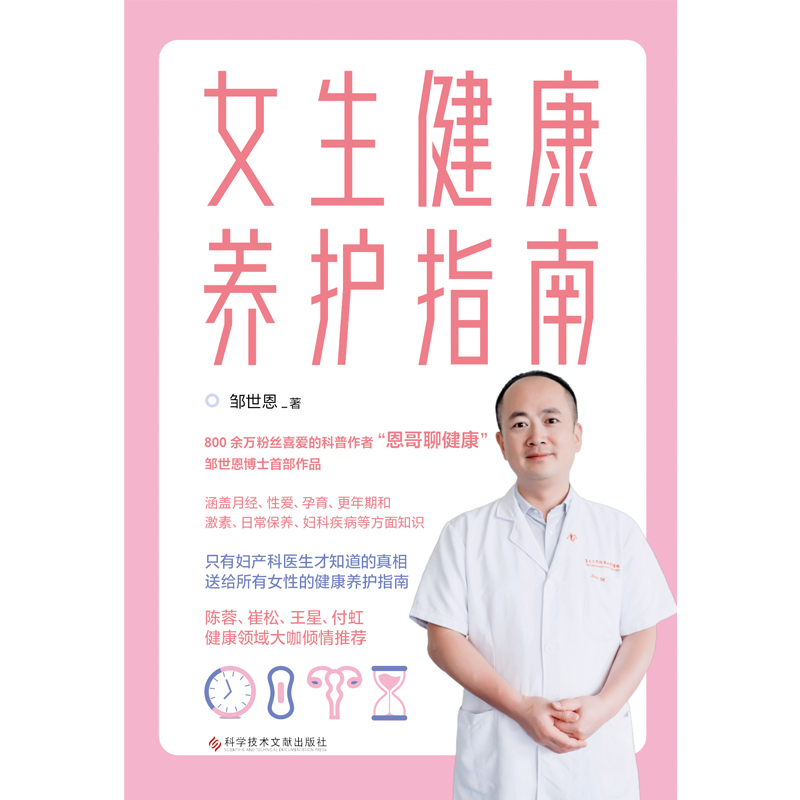 女生健康
养护指南
邹世恩_著
800 余万粉丝喜爱的科普作者“恩哥聊健康”
邹世恩博士首部作品
涵盖月经、性爱、孕育、更年期和
激素、日常保养、妇科疾病等方面知识
只有妇产科医生才知道的真相
送给所有女性的健康养护指南
陈蓉、崔松、王星、付虹
健康领域大咖倾情推荐
科学技术文献出版社
SCIENTIFIC AND TECHNICAL DOCUMENTATION PRESS